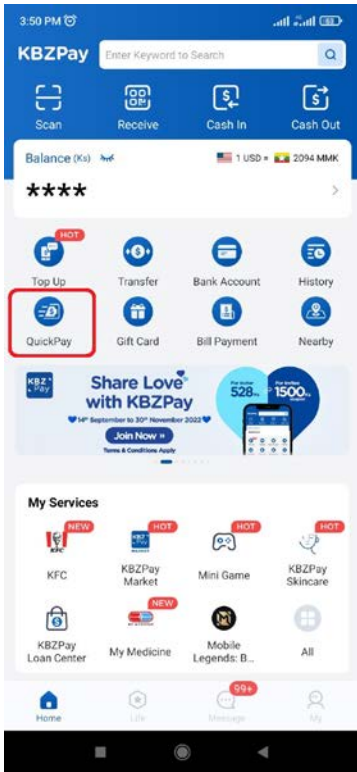 3:50 PM
KBZPay
Enter Keyword to Search
Scan Receive Cash In Cash Out
Balance (Ks) 1 USD = 2094 MMK
****
HOT
Top Up Transfer Bank Account History
QuickPay Gift Card Bill Payment Nearby
KBZ Pay
Share Love
with KBZPay
14th September to 30th November 2022
Join Now »
Terms & Conditions Apply
528
1500
My Services
NEW HOT HOT HOT
KFC
KFC KBZPay Market Mini Game KBZPay Skincare
NEW
KBZPay Loan Center My Medicine Mobile Legends: B... All
99+
Home Life Message My